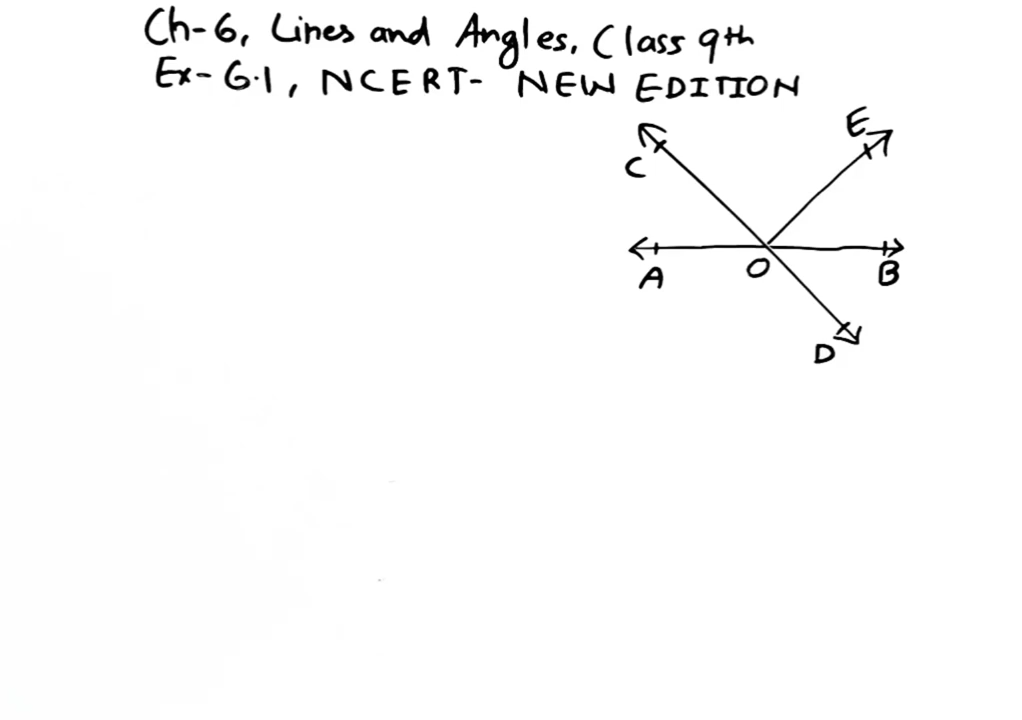 Ch-6, Lines and Angles, Class 9th
Ex-6.1, NCERT- NEW EDITION
E
C
A
O
B
D